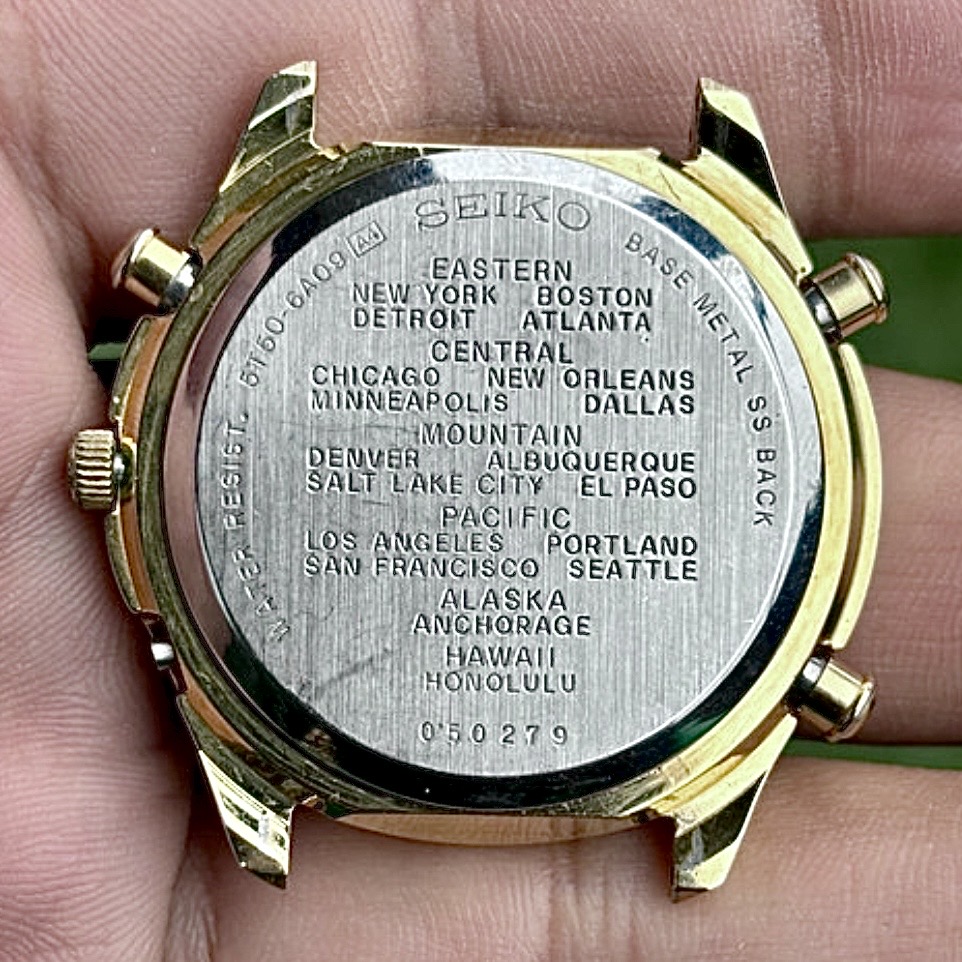 SEIKO
WATER RESIST. 5T50-6A09 A4
BASE METAL SS BACK
EASTERN
NEW YORK BOSTON
DETROIT ATLANTA
CENTRAL
CHICAGO NEW ORLEANS
MINNEAPOLIS DALLAS
MOUNTAIN
DENVER ALBUQUERQUE
SALT LAKE CITY EL PASO
PACIFIC
LOS ANGELES PORTLAND
SAN FRANCISCO SEATTLE
ALASKA
ANCHORAGE
HAWAII
HONOLULU
050279